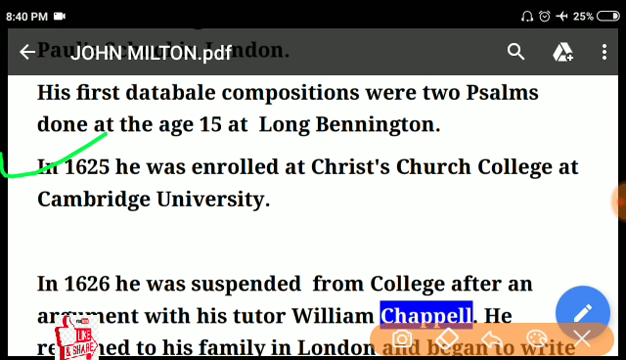 8:40 PM 25%
JOHN MILTON.pdf
London.
His first databale compositions were two Psalms
done at the age 15 at Long Bennington.
In 1625 he was enrolled at Christ's Church College at
Cambridge University.
In 1626 he was suspended from College after an
argument with his tutor William Chappell. He
to his family in London and began to write
LIKE
& SHARE